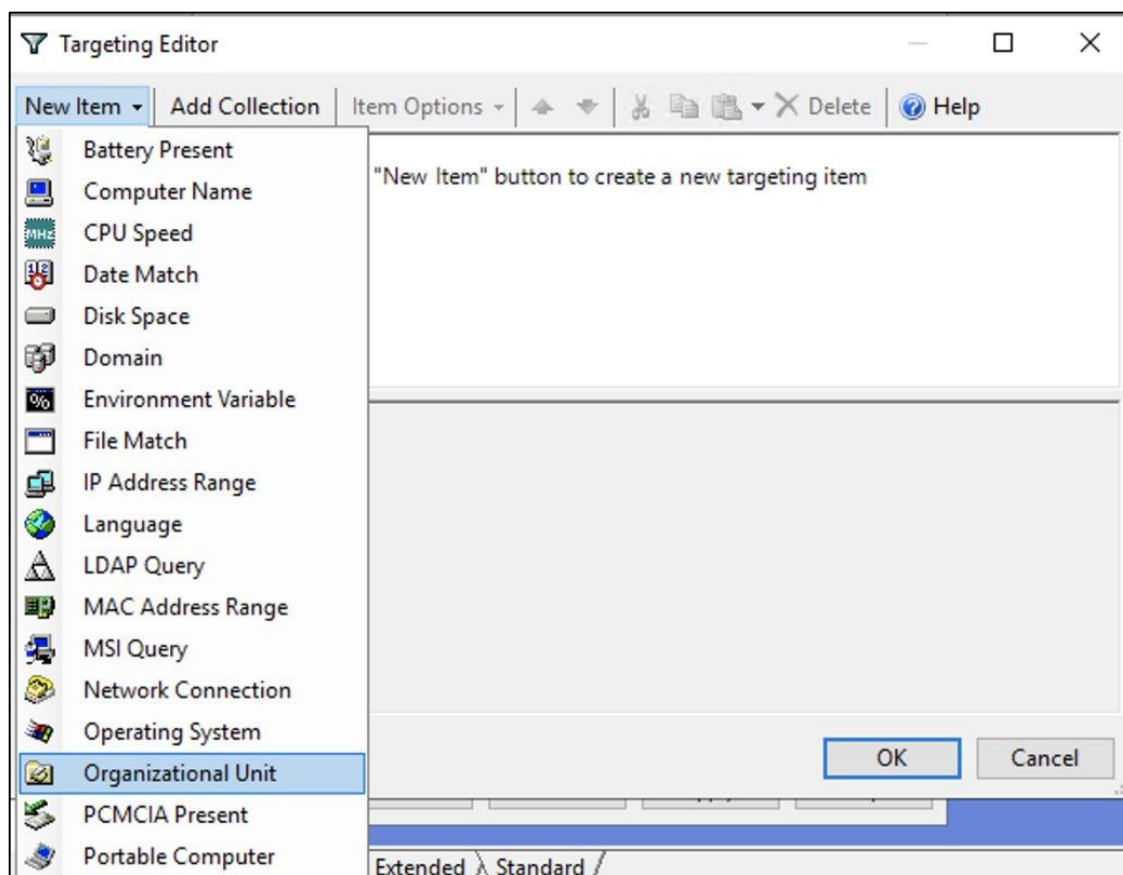 Targeting Editor
New Item Add Collection Item Options Delete Help
"New Item" button to create a new targeting item
Battery Present
Computer Name
MHz CPU Speed
Date Match
Disk Space
Domain
% Environment Variable
File Match
IP Address Range
Language
LDAP Query
MAC Address Range
MSI Query
Network Connection
Operating System
Organizational Unit
PCMCIA Present
Portable Computer
OK Cancel
Extended Standard